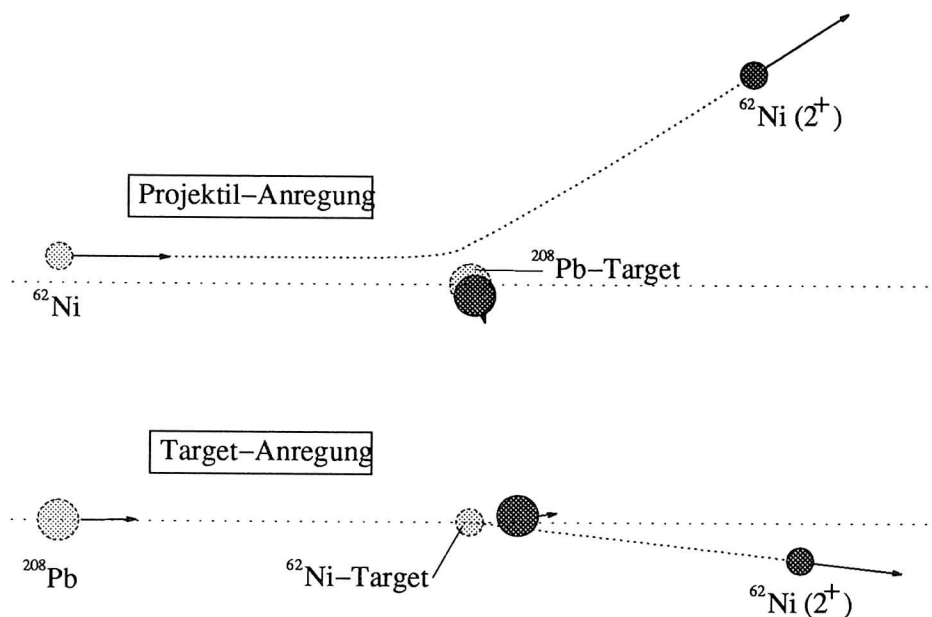 ⁶²Ni (2⁺)
Projektil–Anregung
²⁰⁸Pb–Target
⁶²Ni
Target–Anregung
²⁰⁸Pb
⁶²Ni–Target
⁶²Ni (2⁺)